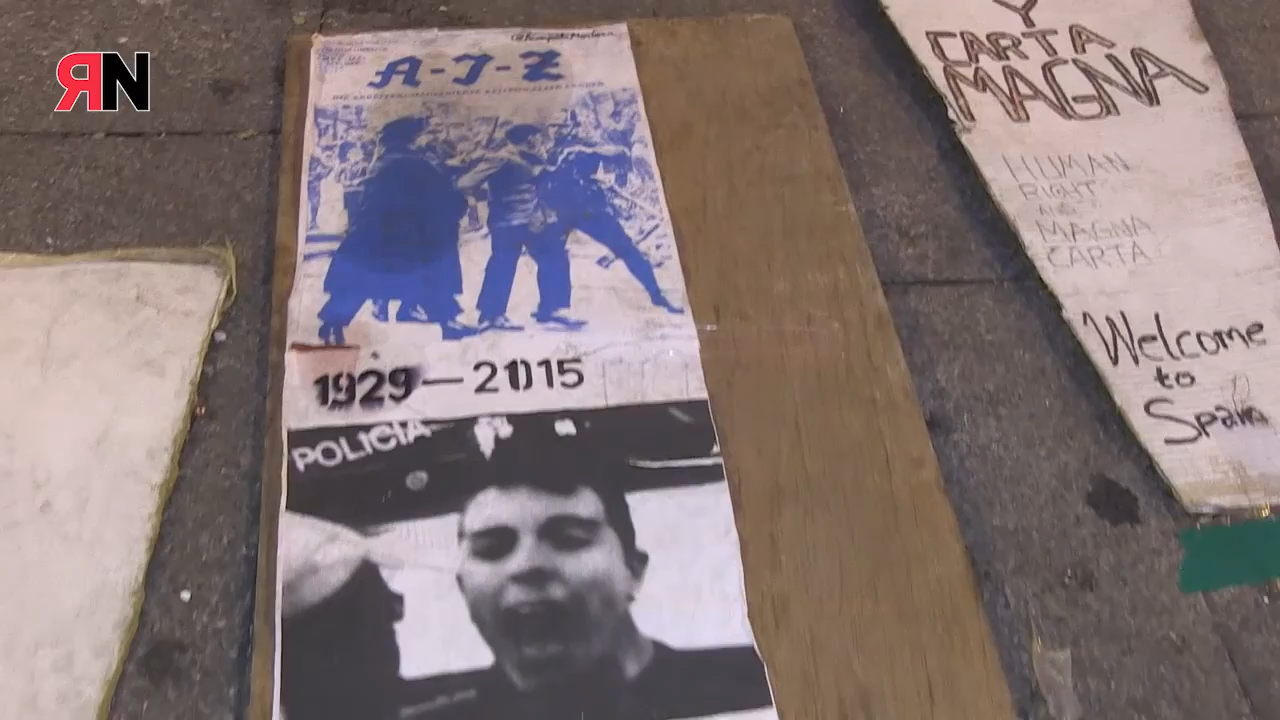 RN
A-I-Z
1929 — 2015
POLICIA
Y
CARTA
MAGNA
HUMAN
RIGHT
MAGNA
CARTA
Welcome
to
Spain